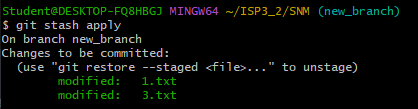 Student@DESKTOP-FQ8HBGJ MINGW64 ~/ISP3_2/SNM (new_branch)
$ git stash apply
On branch new_branch
Changes to be committed:
  (use "git restore --staged <file>..." to unstage)
        modified:   1.txt
        modified:   3.txt